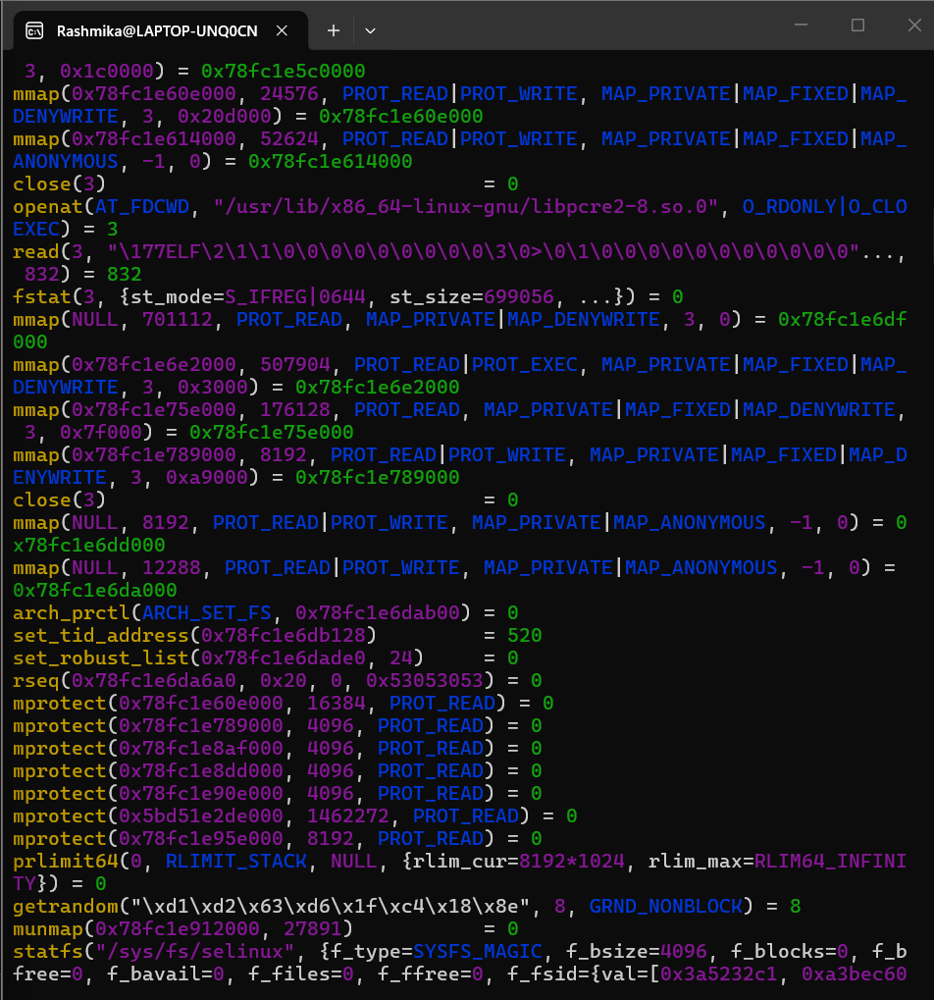 Rashmika@LAPTOP-UNQ0CN
3, 0x1c0000) = 0x78fc1e5c0000
mmap(0x78fc1e60e000, 24576, PROT_READ|PROT_WRITE, MAP_PRIVATE|MAP_FIXED|MAP_
DENYWRITE, 3, 0x20d000) = 0x78fc1e60e000
mmap(0x78fc1e614000, 52624, PROT_READ|PROT_WRITE, MAP_PRIVATE|MAP_FIXED|MAP_
ANONYMOUS, -1, 0) = 0x78fc1e614000
close(3)                                = 0
openat(AT_FDCWD, "/usr/lib/x86_64-linux-gnu/libpcre2-8.so.0", O_RDONLY|O_CLO
EXEC) = 3
read(3, "\177ELF\2\1\1\0\0\0\0\0\0\0\0\0\3\0>\0\1\0\0\0\0\0\0\0\0\0\0\0"...,
 832) = 832
fstat(3, {st_mode=S_IFREG|0644, st_size=699056, ...}) = 0
mmap(NULL, 701112, PROT_READ, MAP_PRIVATE|MAP_DENYWRITE, 3, 0) = 0x78fc1e6df
000
mmap(0x78fc1e6e2000, 507904, PROT_READ|PROT_EXEC, MAP_PRIVATE|MAP_FIXED|MAP_
DENYWRITE, 3, 0x3000) = 0x78fc1e6e2000
mmap(0x78fc1e75e000, 176128, PROT_READ, MAP_PRIVATE|MAP_FIXED|MAP_DENYWRITE,
 3, 0x7f000) = 0x78fc1e75e000
mmap(0x78fc1e789000, 8192, PROT_READ|PROT_WRITE, MAP_PRIVATE|MAP_FIXED|MAP_D
ENYWRITE, 3, 0xa9000) = 0x78fc1e789000
close(3)                                = 0
mmap(NULL, 8192, PROT_READ|PROT_WRITE, MAP_PRIVATE|MAP_ANONYMOUS, -1, 0) = 0
x78fc1e6dd000
mmap(NULL, 12288, PROT_READ|PROT_WRITE, MAP_PRIVATE|MAP_ANONYMOUS, -1, 0) =
0x78fc1e6da000
arch_prctl(ARCH_SET_FS, 0x78fc1e6dab00) = 0
set_tid_address(0x78fc1e6db128)         = 520
set_robust_list(0x78fc1e6dade0, 24)     = 0
rseq(0x78fc1e6da6a0, 0x20, 0, 0x53053053) = 0
mprotect(0x78fc1e60e000, 16384, PROT_READ) = 0
mprotect(0x78fc1e789000, 4096, PROT_READ) = 0
mprotect(0x78fc1e8af000, 4096, PROT_READ) = 0
mprotect(0x78fc1e8dd000, 4096, PROT_READ) = 0
mprotect(0x78fc1e90e000, 4096, PROT_READ) = 0
mprotect(0x5bd51e2de000, 1462272, PROT_READ) = 0
mprotect(0x78fc1e95e000, 8192, PROT_READ) = 0
prlimit64(0, RLIMIT_STACK, NULL, {rlim_cur=8192*1024, rlim_max=RLIM64_INFINI
TY}) = 0
getrandom("\xd1\xd2\x63\xd6\x1f\xc4\x18\x8e", 8, GRND_NONBLOCK) = 8
munmap(0x78fc1e912000, 27891)           = 0
statfs("/sys/fs/selinux", {f_type=SYSFS_MAGIC, f_bsize=4096, f_blocks=0, f_b
free=0, f_bavail=0, f_files=0, f_ffree=0, f_fsid={val=[0x3a5232c1, 0xa3bec60